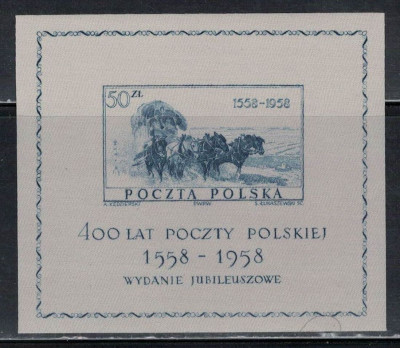 50 ZŁ
1558-1958
POCZTA POLSKA
400 LAT POCZTY POLSKIEJ
1558 - 1958
WYDANIE JUBILEUSZOWE